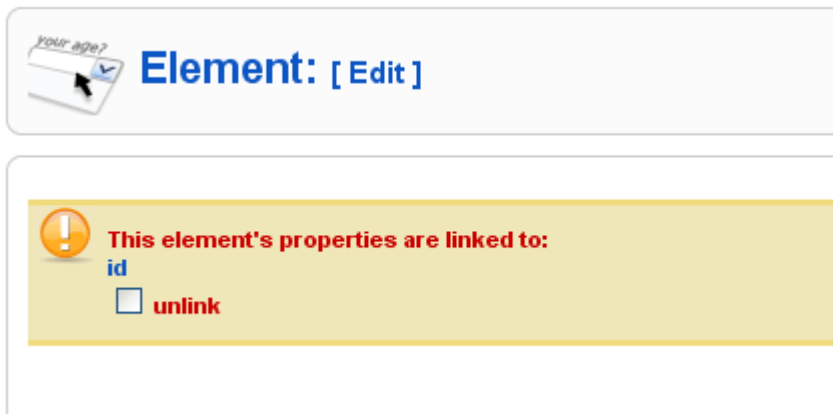 your age?
Element: [ Edit ]
This element's properties are linked to:
id
unlink